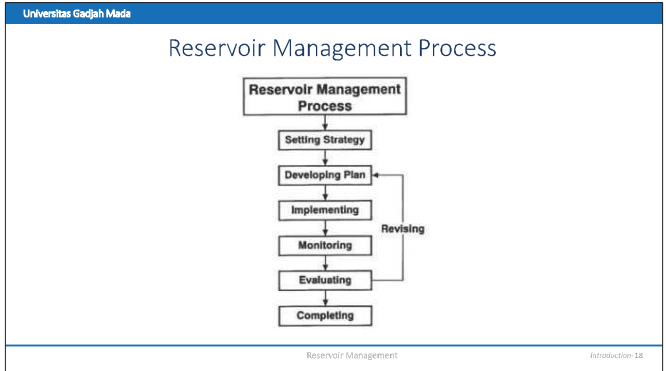 Universitas Gadjah Mada
Reservoir Management Process
Reservoir Management
Process
Setting Strategy
Developing Plan
Implementing
Revising
Monitoring
Evaluating
Completing
Reservoir Management
Introduction-18